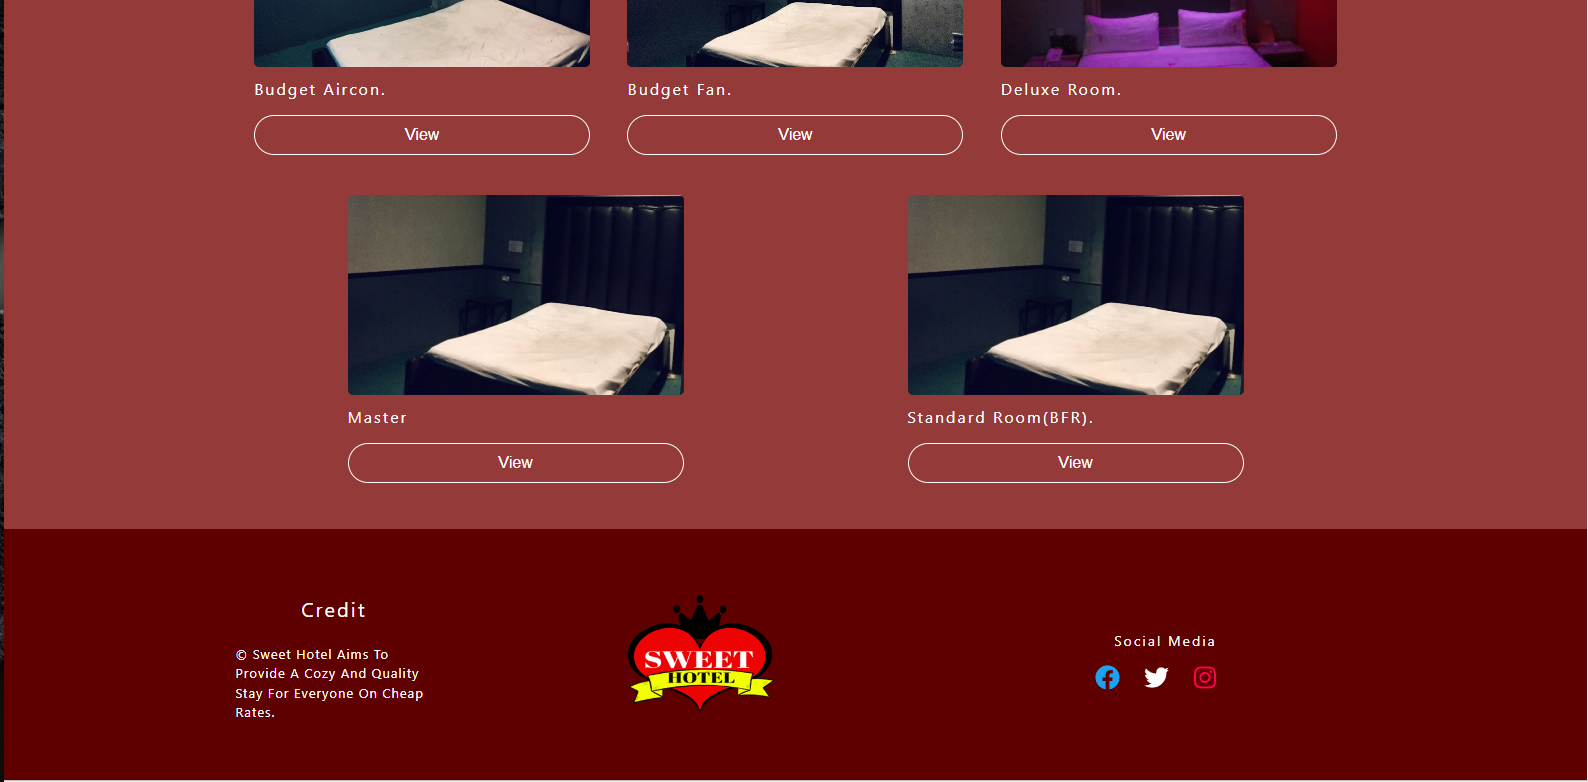 Budget Aircon.
Budget Fan.
Deluxe Room.
View
View
View
Master
Standard Room(BFR).
View
View
Credit
© Sweet Hotel Aims To
Provide A Cozy And Quality
Stay For Everyone On Cheap
Rates.
SWEET
HOTEL
Social Media